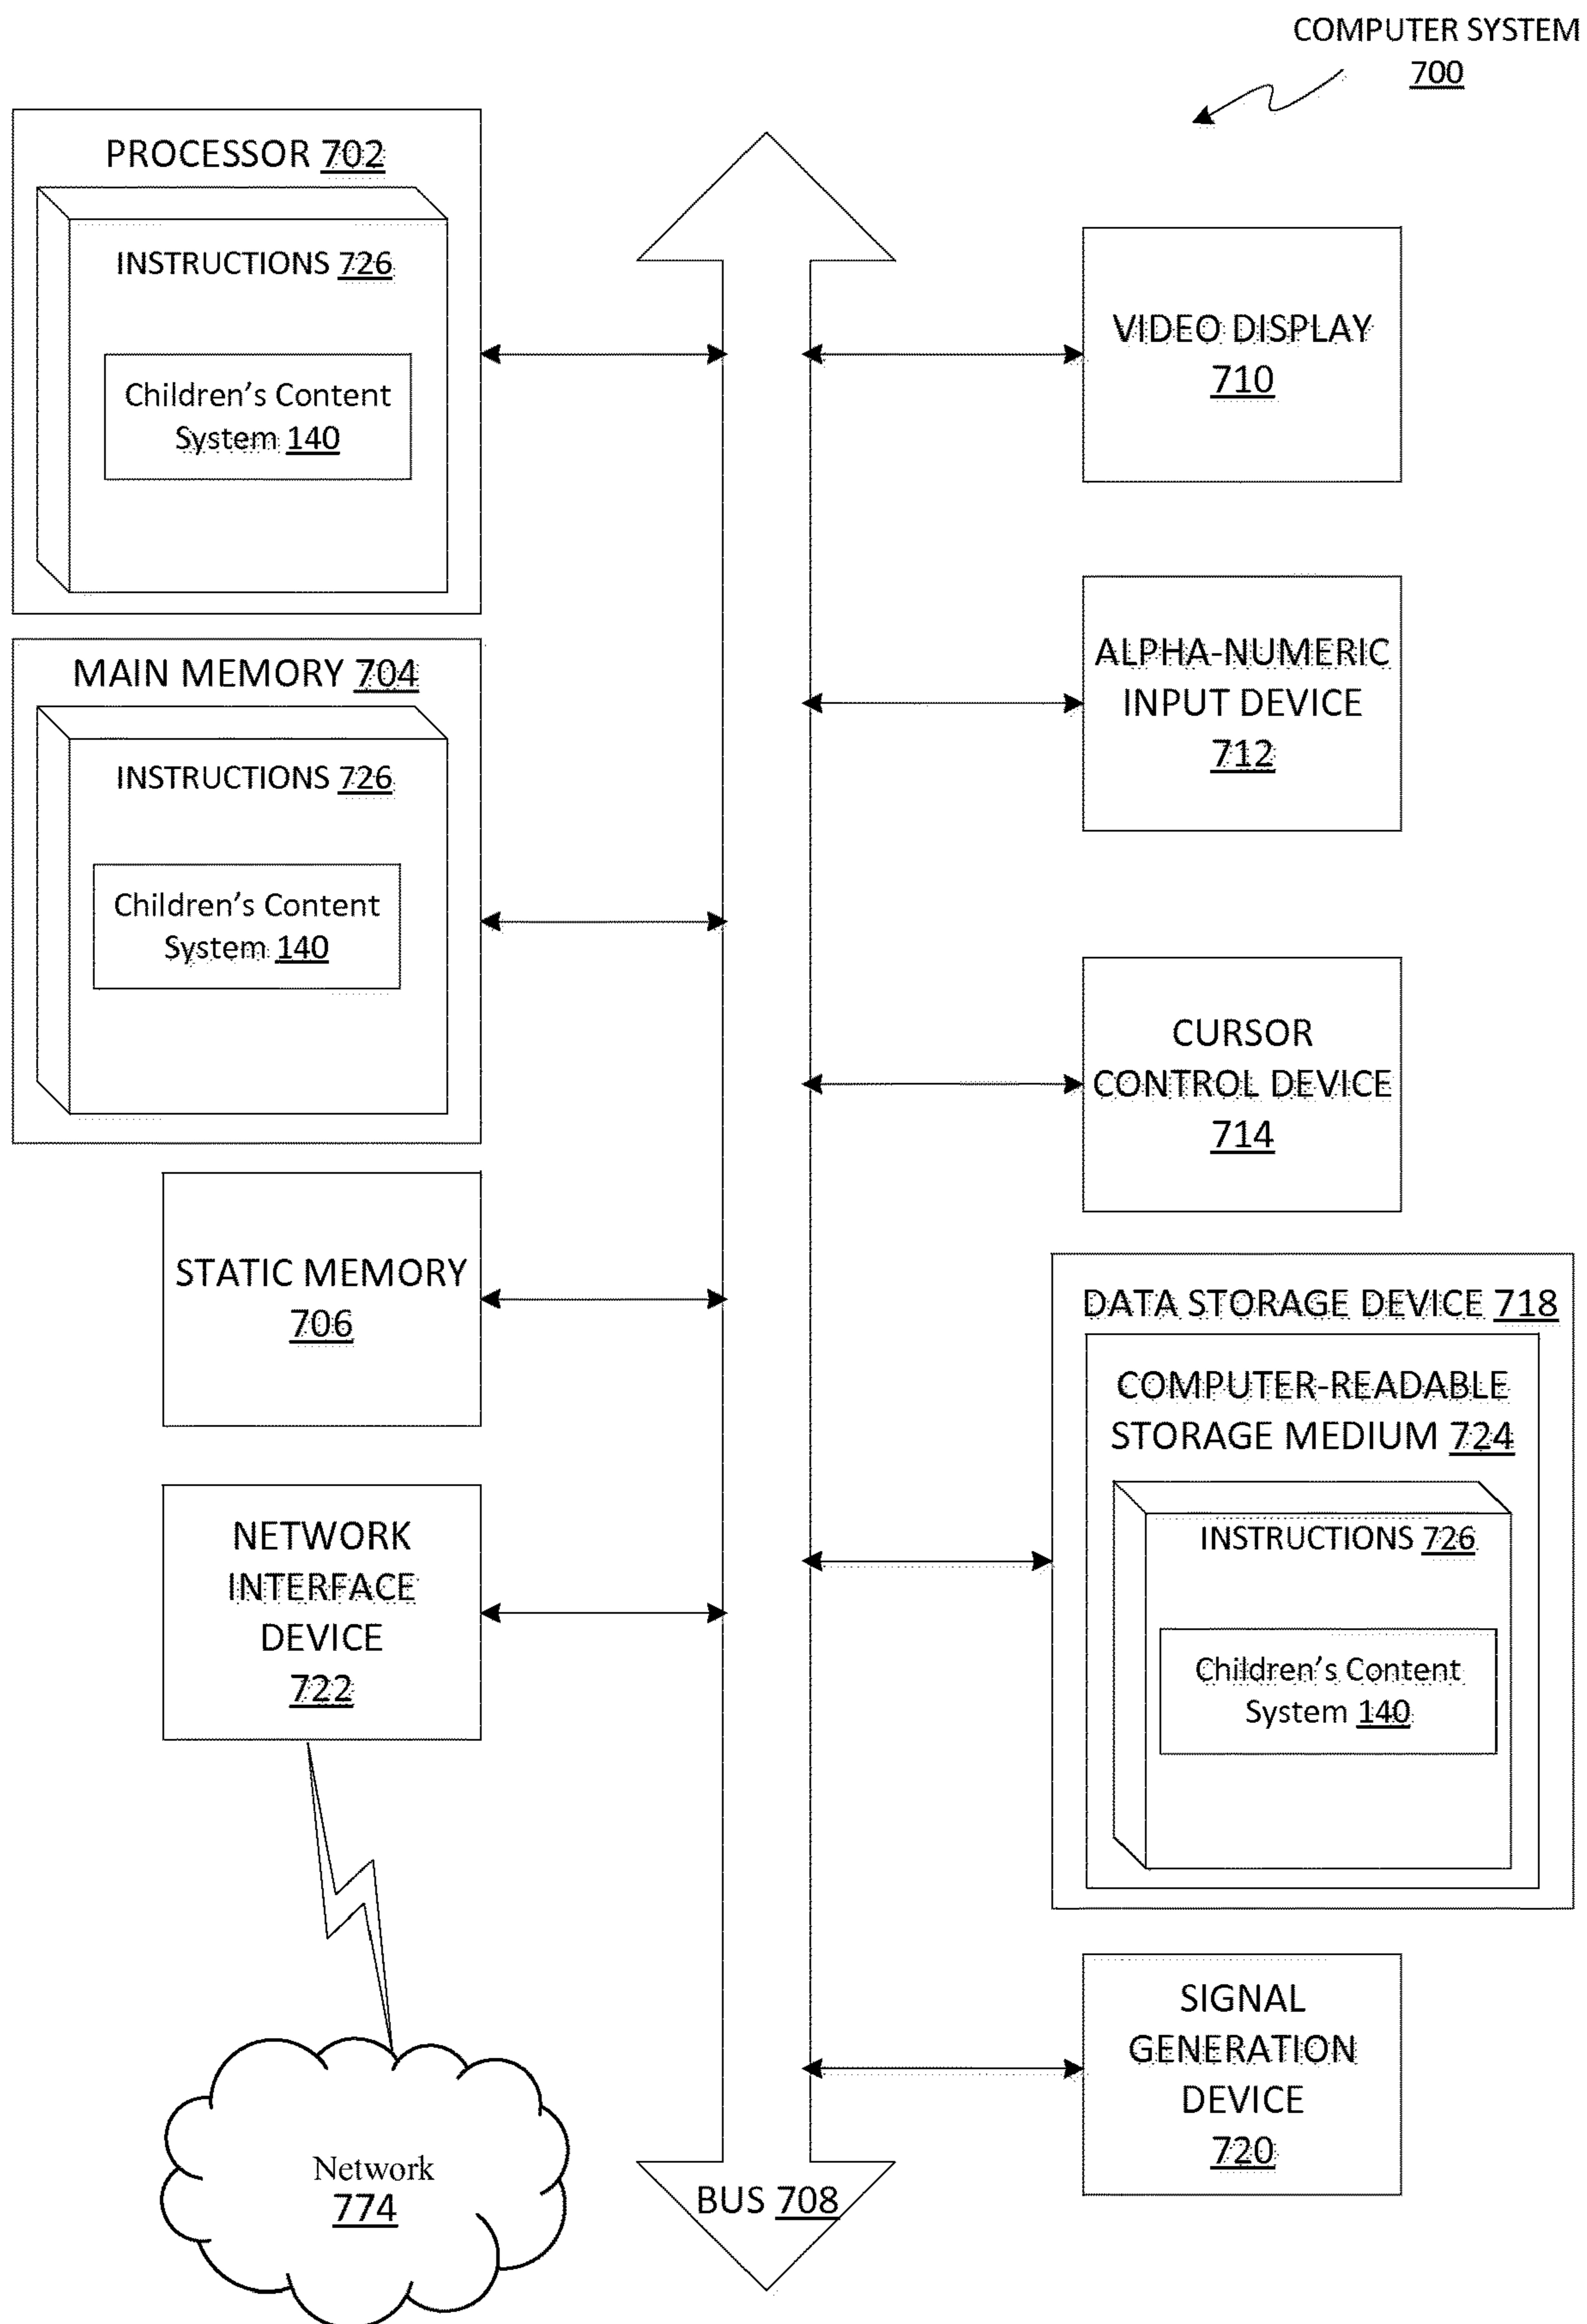 COMPUTER SYSTEM
700
PROCESSOR 702
INSTRUCTIONS 726
Children's Content
System 140
MAIN MEMORY 704
INSTRUCTIONS 726
Children's Content
System 140
STATIC MEMORY
706
NETWORK
INTERFACE
DEVICE
722
Network
774
BUS 708
VIDEO DISPLAY
710
ALPHA-NUMERIC
INPUT DEVICE
712
CURSOR
CONTROL DEVICE
714
DATA STORAGE DEVICE 718
COMPUTER-READABLE
STORAGE MEDIUM 724
INSTRUCTIONS 726
Children's Content
System 140
SIGNAL
GENERATION
DEVICE
720